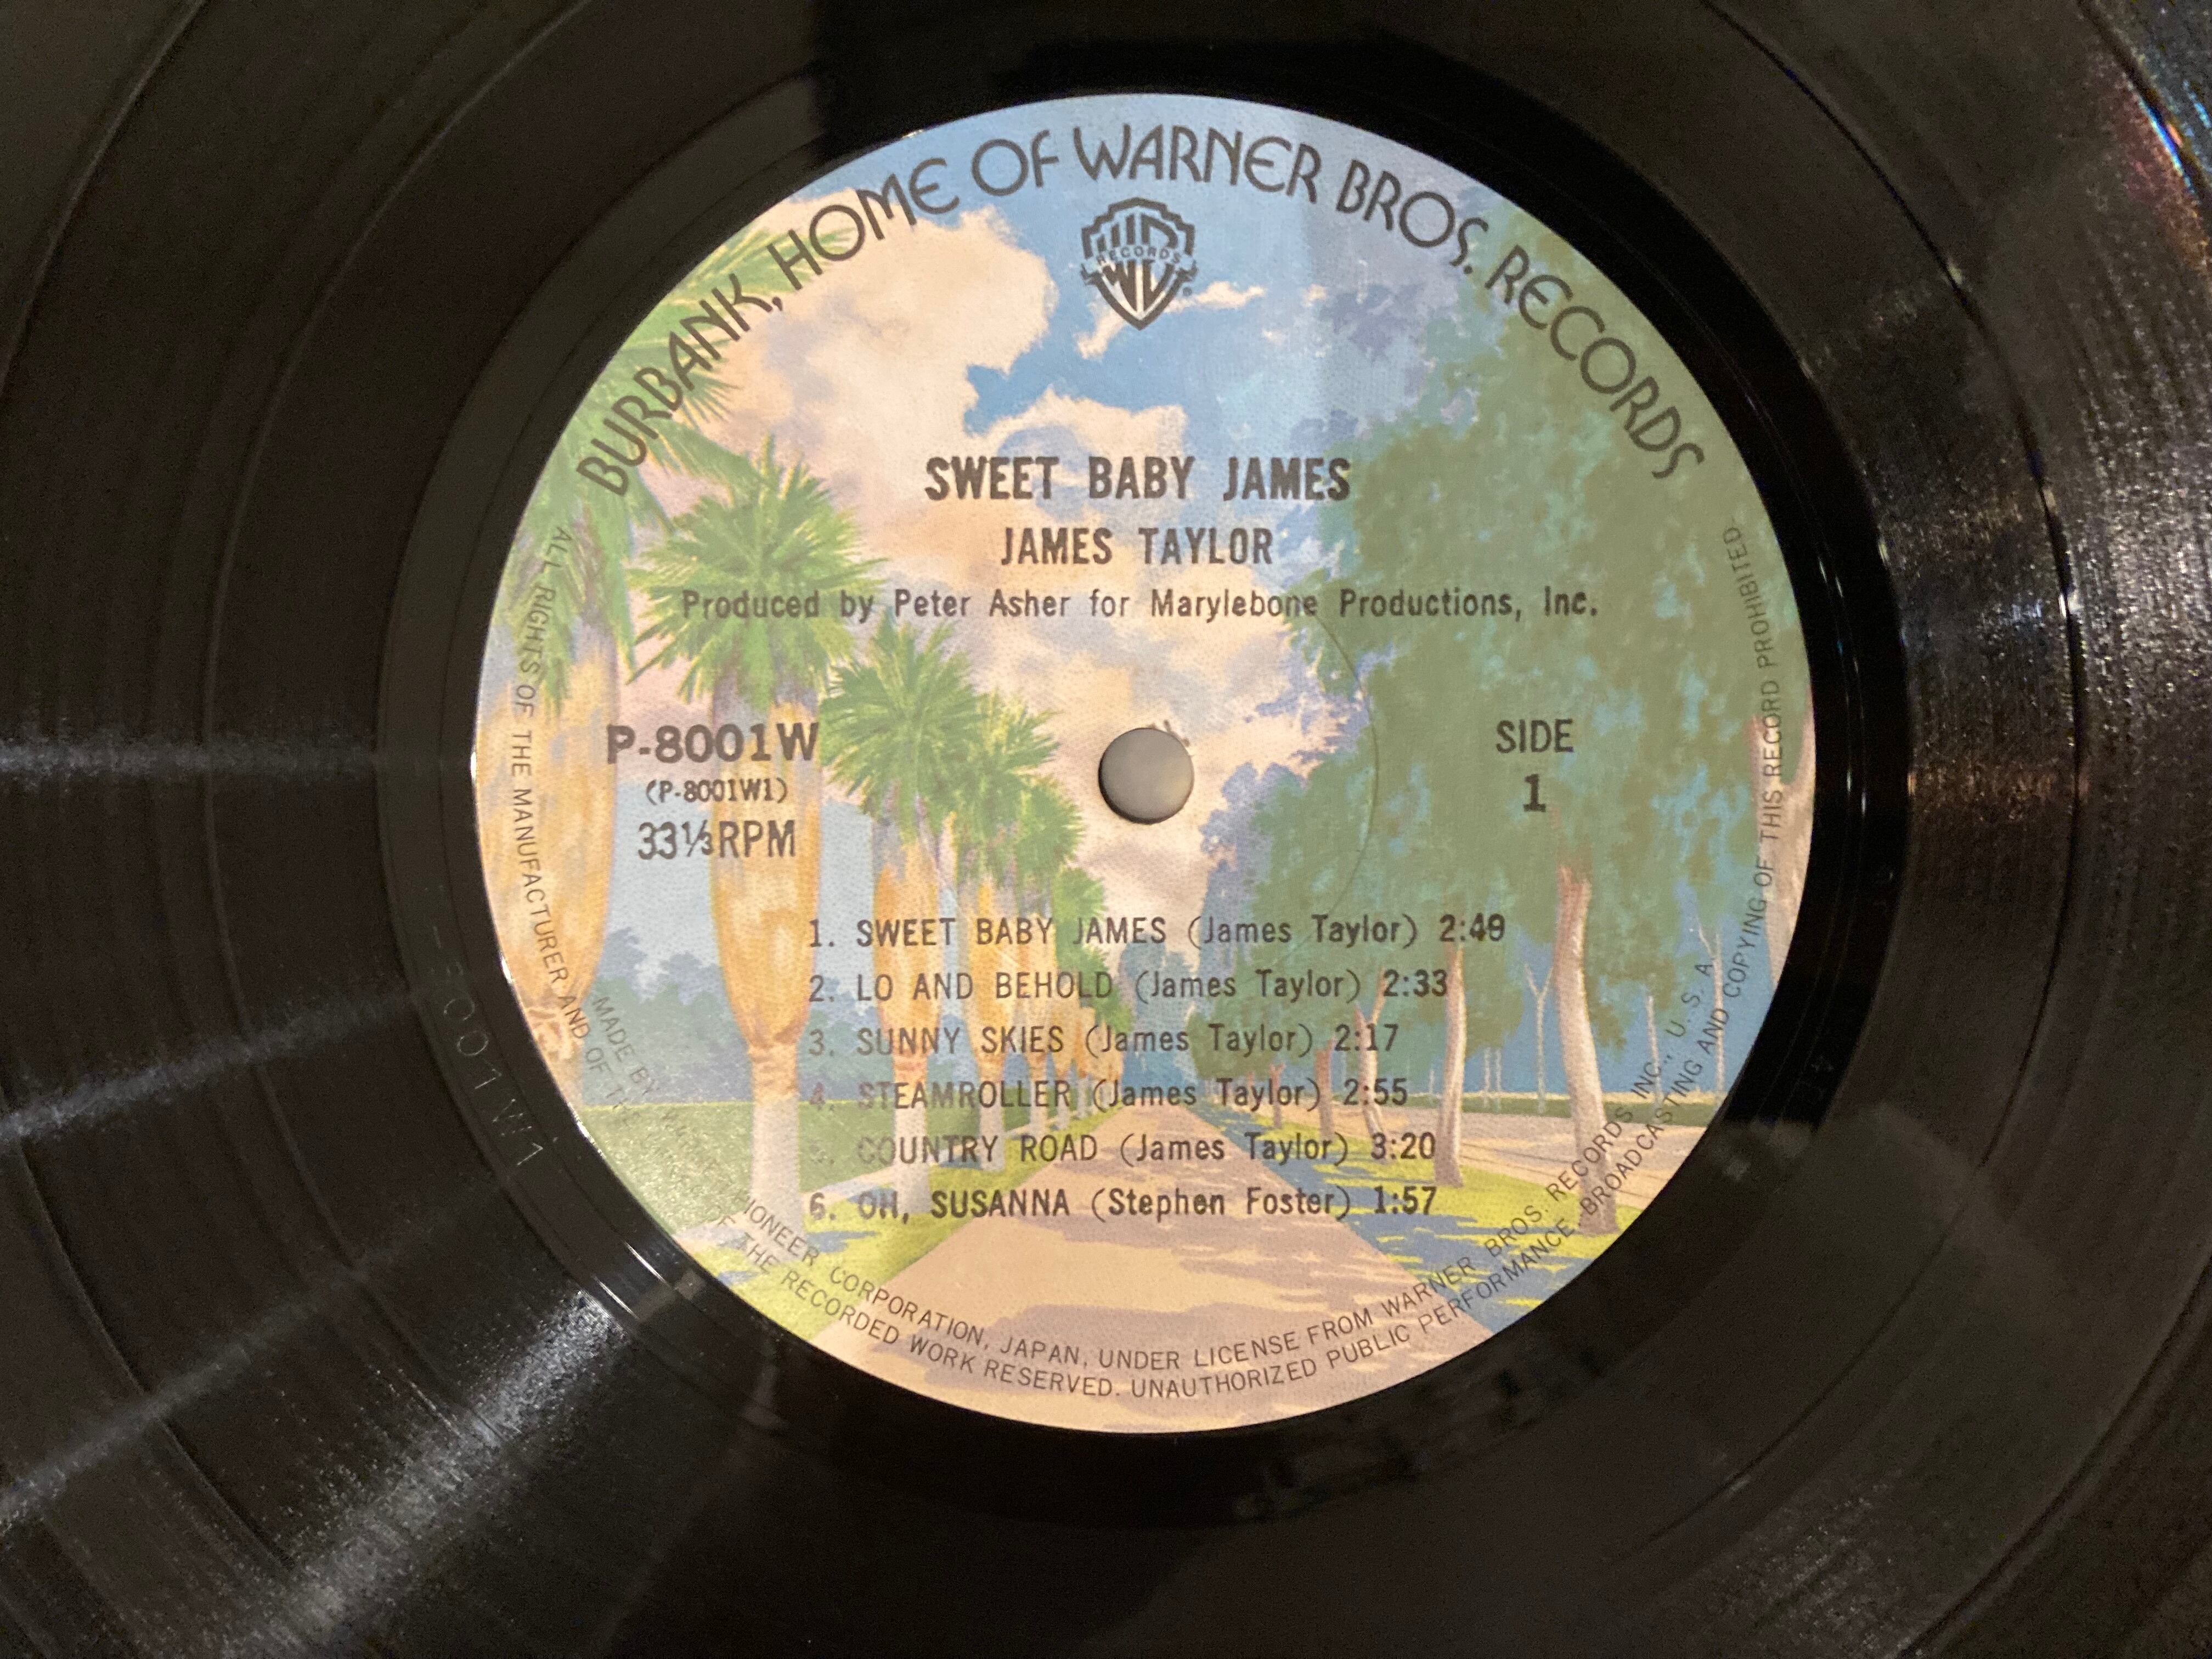 BURBANK, HOME OF WARNER BROS. RECORDS
RECORDS
SWEET BABY JAMES
JAMES TAYLOR
Produced by Peter Asher for Marylebone Productions, Inc.
P-8001W
(P-8001W1)
33⅓RPM
SIDE
1
1. SWEET BABY JAMES (James Taylor) 2:49
2. LO AND BEHOLD (James Taylor) 2:33
3. SUNNY SKIES (James Taylor) 2:17
4. STEAMROLLER (James Taylor) 2:55
5. COUNTRY ROAD (James Taylor) 3:20
6. OH, SUSANNA (Stephen Foster) 1:57
MADE BY PIONEER CORPORATION, JAPAN, UNDER LICENSE FROM WARNER BROS. RECORDS INC., U. S. A.
ALL RIGHTS OF THE MANUFACTURER AND OF THE OF THE RECORDED WORK RESERVED. UNAUTHORIZED PUBLIC PERFORMANCE, BROADCASTING AND COPYING OF THIS RECORD PROHIBITED